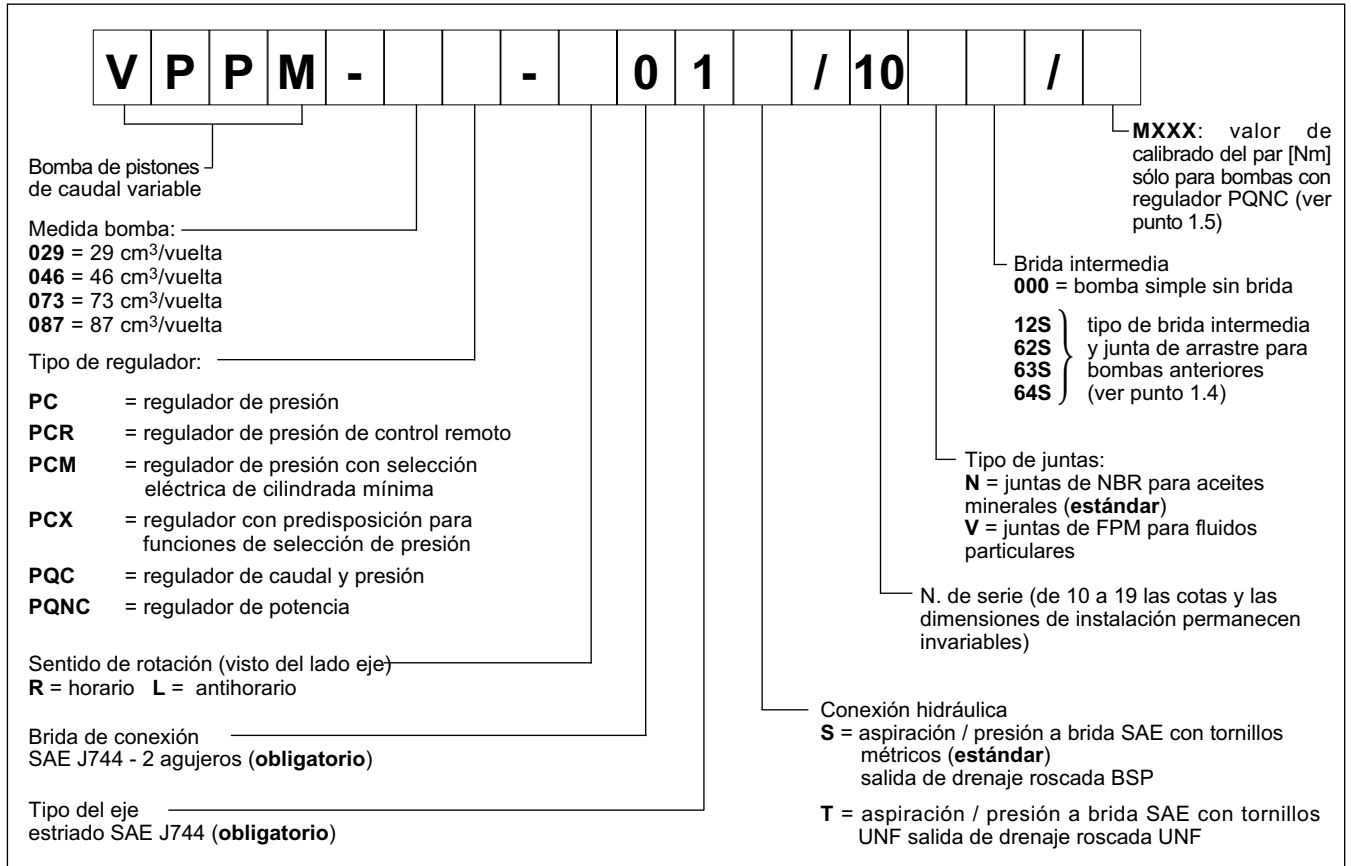 V P P M - - 0 1 / 10 /
Bomba de pistones
de caudal variable
Medida bomba:
029 = 29 cm³/vuelta
046 = 46 cm³/vuelta
073 = 73 cm³/vuelta
087 = 87 cm³/vuelta
Tipo de regulador:
PC = regulador de presión
PCR = regulador de presión de control remoto
PCM = regulador de presión con selección
eléctrica de cilindrada mínima
PCX = regulador con predisposición para
funciones de selección de presión
PQC = regulador de caudal y presión
PQNC = regulador de potencia
Sentido de rotación (visto del lado eje)
R = horario L = antihorario
Brida de conexión
SAE J744 - 2 agujeros (obligatorio)
Tipo del eje
estriado SAE J744 (obligatorio)
MXXX: valor de
calibrado del par [Nm]
sólo para bombas con
regulador PQNC (ver
punto 1.5)
Brida intermedia
000 = bomba simple sin brida
12S tipo de brida intermedia
62S y junta de arrastre para
63S bombas anteriores
64S (ver punto 1.4)
Tipo de juntas:
N = juntas de NBR para aceites
minerales (estándar)
V = juntas de FPM para fluidos
particulares
N. de serie (de 10 a 19 las cotas y las
dimensiones de instalación permanecen
invariables)
Conexión hidráulica
S = aspiración / presión a brida SAE con tornillos
métricos (estándar)
salida de drenaje roscada BSP
T = aspiración / presión a brida SAE con tornillos
UNF salida de drenaje roscada UNF